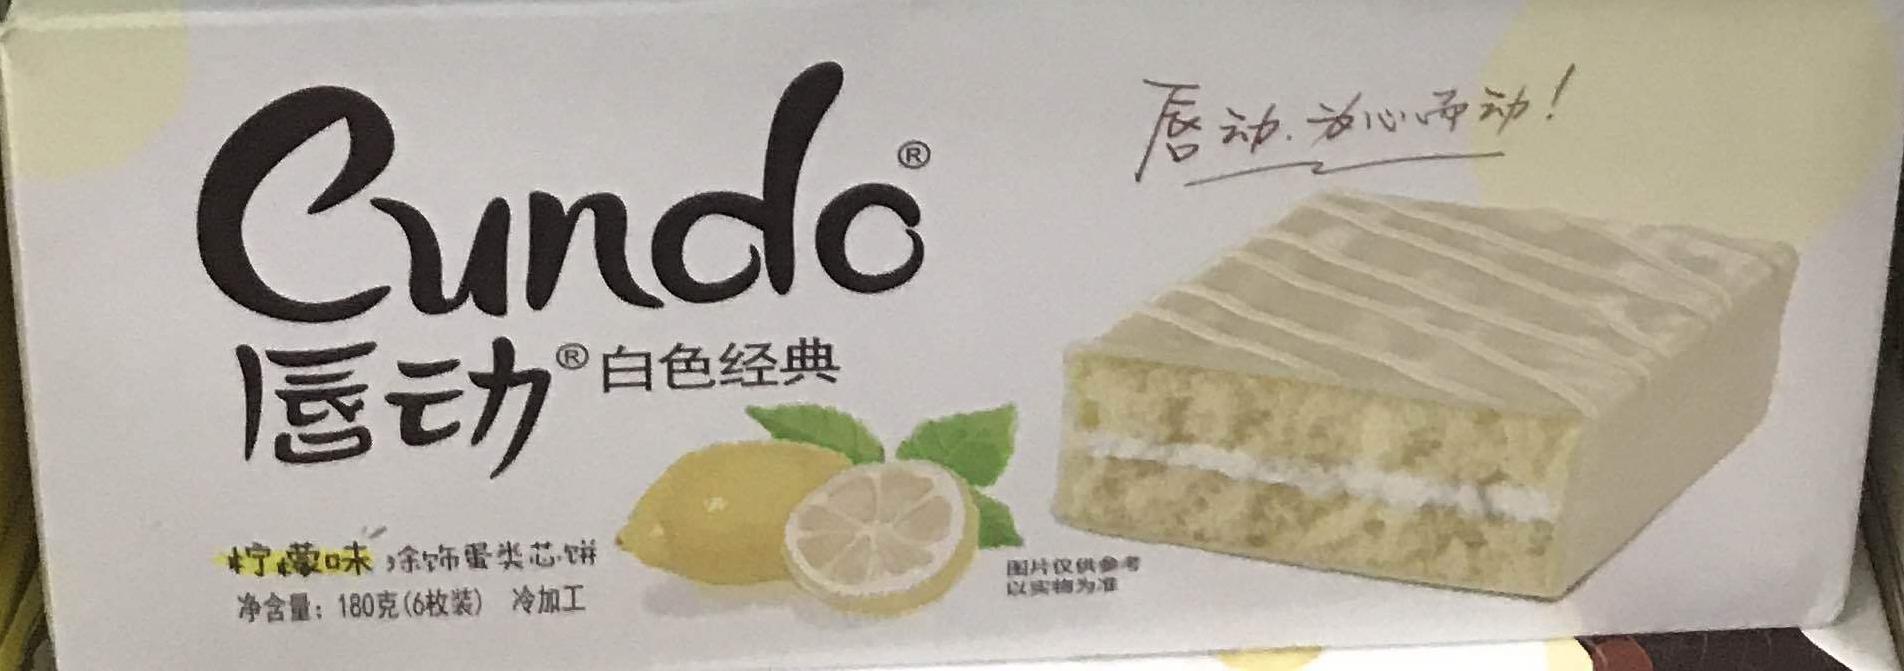 Cundo®
唇动®白色经典
唇动.为心而动!
柠檬味 涂饰蛋类芯饼
净含量：180克(6枚装) 冷加工
图片仅供参考
以实物为准